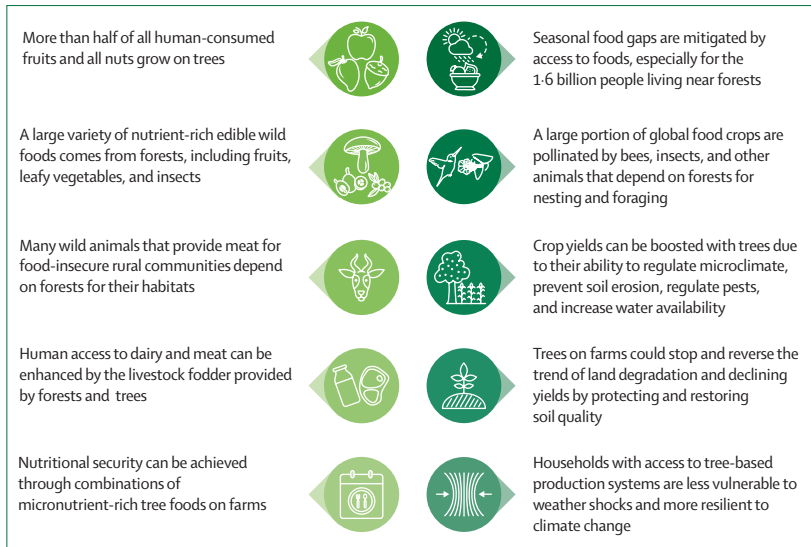 More than half of all human-consumed
fruits and all nuts grow on trees
Seasonal food gaps are mitigated by
access to foods, especially for the
1·6 billion people living near forests
A large variety of nutrient-rich edible wild
foods comes from forests, including fruits,
leafy vegetables, and insects
A large portion of global food crops are
pollinated by bees, insects, and other
animals that depend on forests for
nesting and foraging
Many wild animals that provide meat for
food-insecure rural communities depend
on forests for their habitats
Crop yields can be boosted with trees due
to their ability to regulate microclimate,
prevent soil erosion, regulate pests,
and increase water availability
Human access to dairy and meat can be
enhanced by the livestock fodder provided
by forests and trees
Trees on farms could stop and reverse the
trend of land degradation and declining
yields by protecting and restoring
soil quality
Nutritional security can be achieved
through combinations of
micronutrient-rich tree foods on farms
Households with access to tree-based
production systems are less vulnerable to
weather shocks and more resilient to
climate change